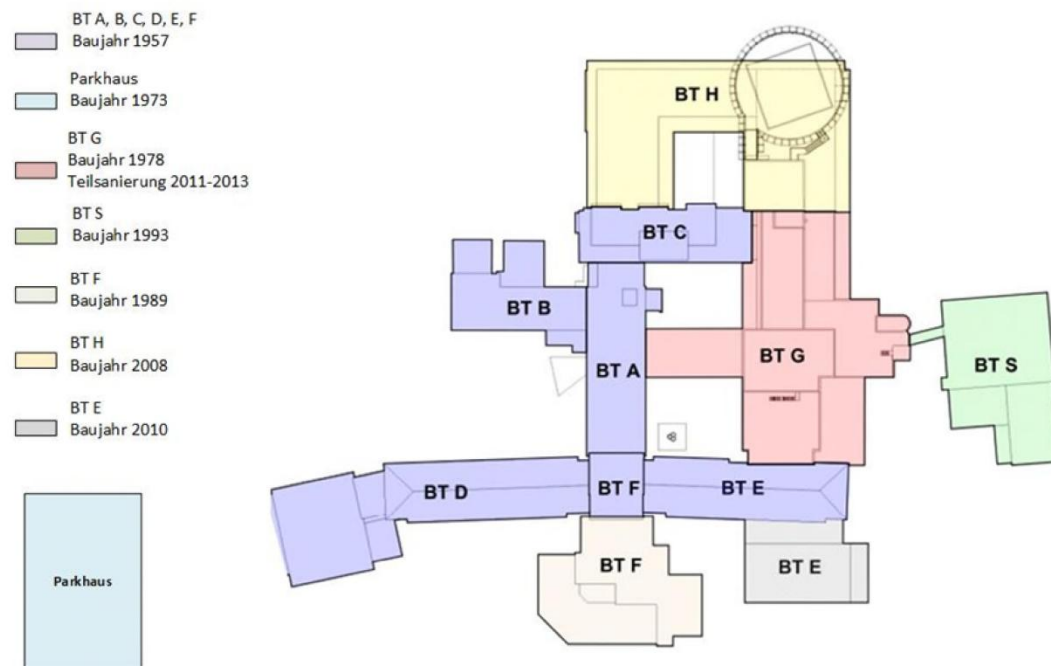 BT A, B, C, D, E, F
Baujahr 1957
Parkhaus
Baujahr 1973
BT G
Baujahr 1978
Teilsanierung 2011-2013
BT S
Baujahr 1993
BT F
Baujahr 1989
BT H
Baujahr 2008
BT E
Baujahr 2010
Parkhaus
BT H
BT C
BT B
BT A
BT G
BT S
BT D
BT F
BT E
BT F
BT E